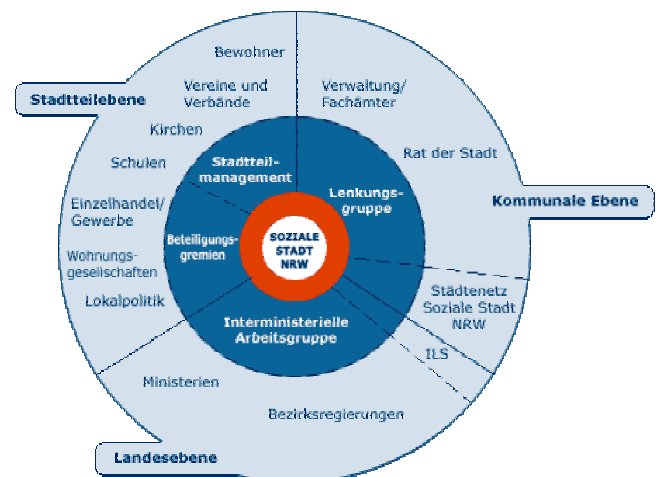 Bewohner
Stadtteilebene
Vereine und
Verbände
Kirchen
Schulen
Einzelhandel/
Gewerbe
Wohnungs-
gesellschaften
Lokalpolitik
Verwaltung/
Fachämter
Rat der Stadt
Kommunale Ebene
Städtenetz
Soziale Stadt
NRW
ILS
Stadtteil-
management
Lenkungs-
gruppe
Beteiligungs-
gremien
SOZIALE
STADT
NRW
Interministerielle
Arbeitsgruppe
Ministerien
Bezirksregierungen
Landesebene